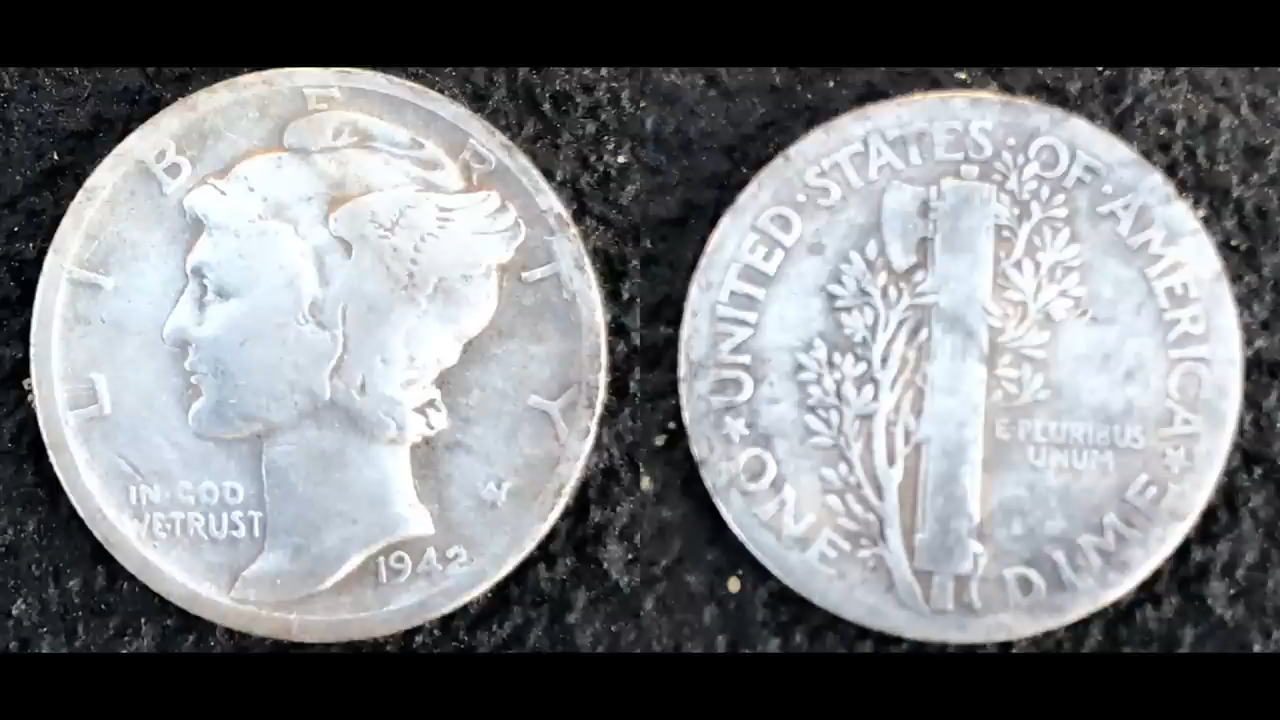 LIBERTY
IN·GOD
WE·TRUST
1942
W
UNITED·STATES·OF·AMERICA
E·PLURIBUS
UNUM
ONE DIME